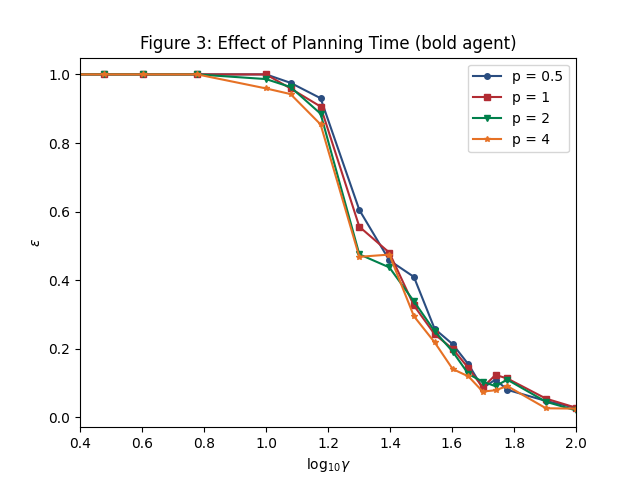 Figure 3: Effect of Planning Time (bold agent)
p = 0.5
p = 1
p = 2
p = 4
1.0
0.8
0.6
0.4
0.2
0.0
ε
0.4 0.6 0.8 1.0 1.2 1.4 1.6 1.8 2.0
log₁₀γ